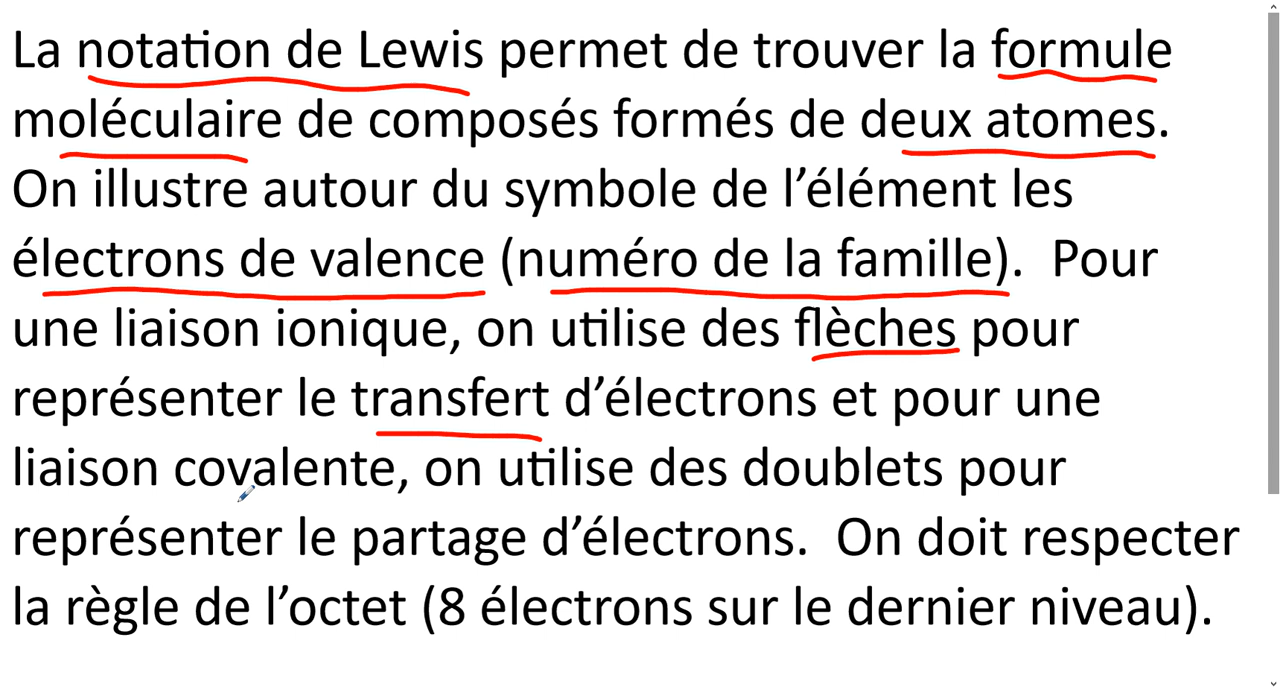 La notation de Lewis permet de trouver la formule
moléculaire de composés formés de deux atomes.
On illustre autour du symbole de l’élément les
électrons de valence (numéro de la famille).  Pour
une liaison ionique, on utilise des flèches pour
représenter le transfert d’électrons et pour une
liaison covalente, on utilise des doublets pour
représenter le partage d’électrons.  On doit respecter
la règle de l’octet (8 électrons sur le dernier niveau).